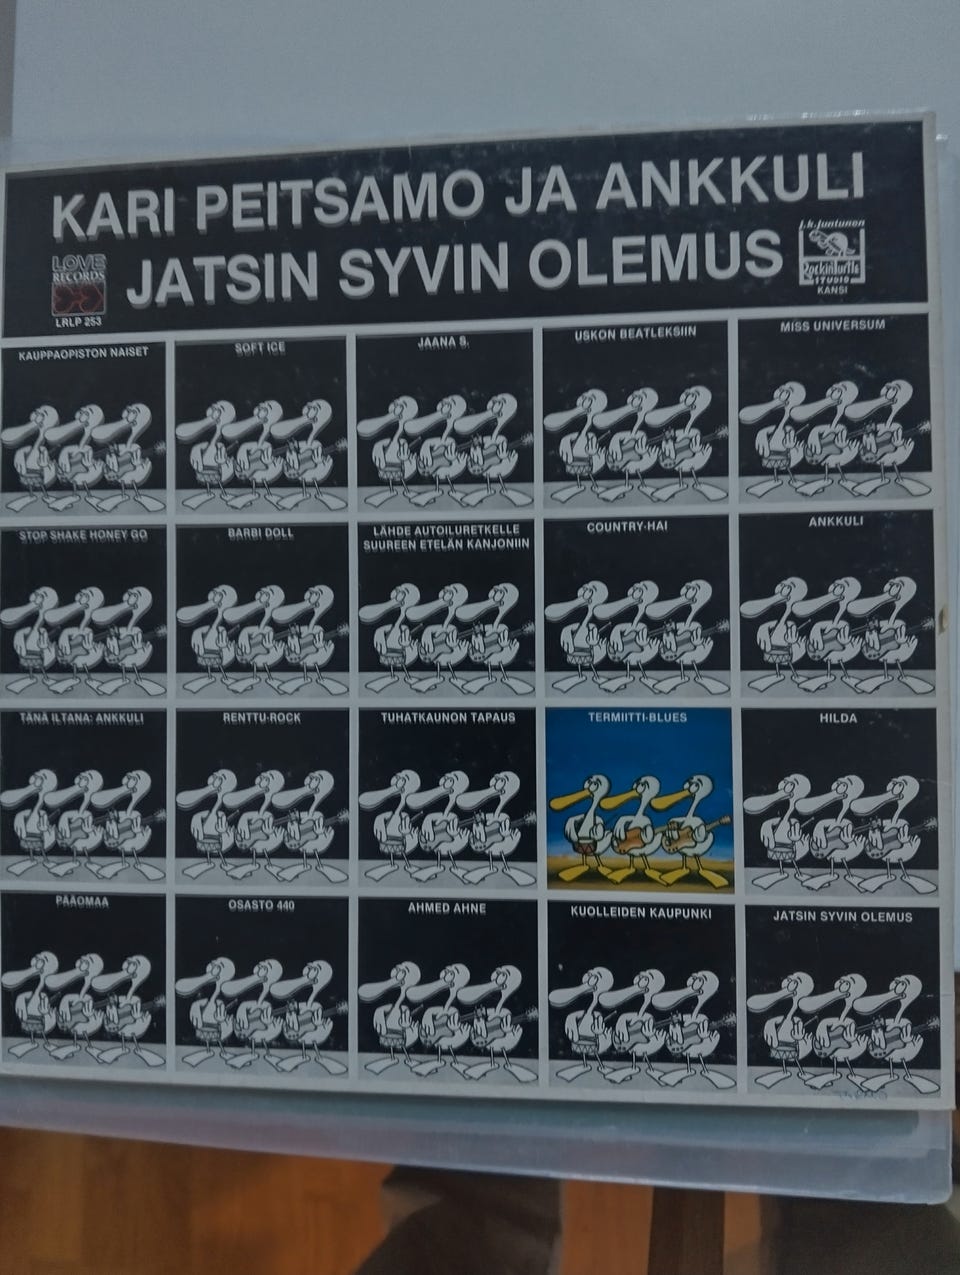 KARI PEITSAMO JA ANKKULI
JATSIN SYVIN OLEMUS
LOVE
RECORDS
LRLP 253
j.k.juntunen
RockinTurtle
STUDIO
KANSI
KAUPPAOPISTON NAISET
SOFT ICE
JAANA S.
USKON BEATLEKSIIN
MISS UNIVERSUM
STOP SHAKE HONEY GO
BARBI DOLL
LÄHDE AUTOILURETKELLE
SUUREEN ETELÄN KANJONIIN
COUNTRY-HAI
ANKKULI
TÄNÄ ILTANA: ANKKULI
RENTTU-ROCK
TUHATKAUNON TAPAUS
TERMIITTI-BLUES
HILDA
PÄÄOMAA
OSASTO 440
AHMED AHNE
KUOLLEIDEN KAUPUNKI
JATSIN SYVIN OLEMUS